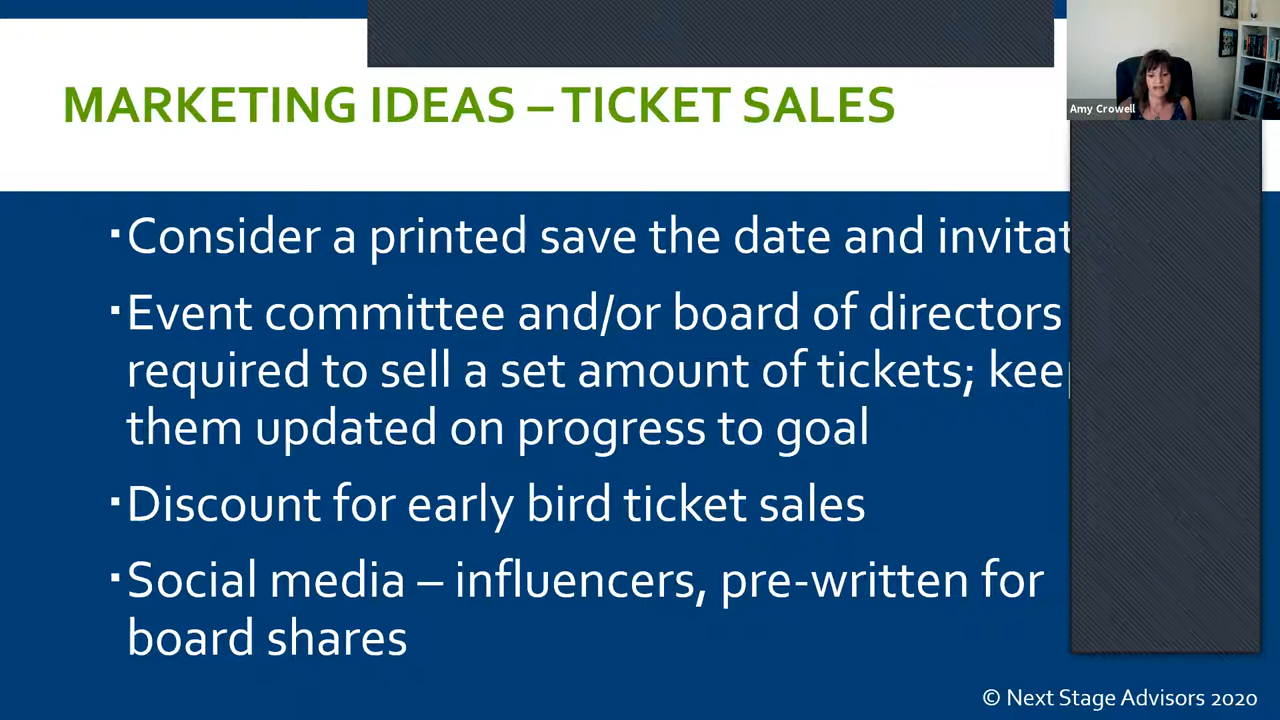 MARKETING IDEAS – TICKET SALES
Amy Crowell
▪Consider a printed save the date and
▪Event committee and/or board of directors
required to sell a set amount of tickets;
them updated on progress to goal
▪Discount for early bird ticket sales
▪Social media – influencers, pre-written for
board shares
© Next Stage Advisors 2020